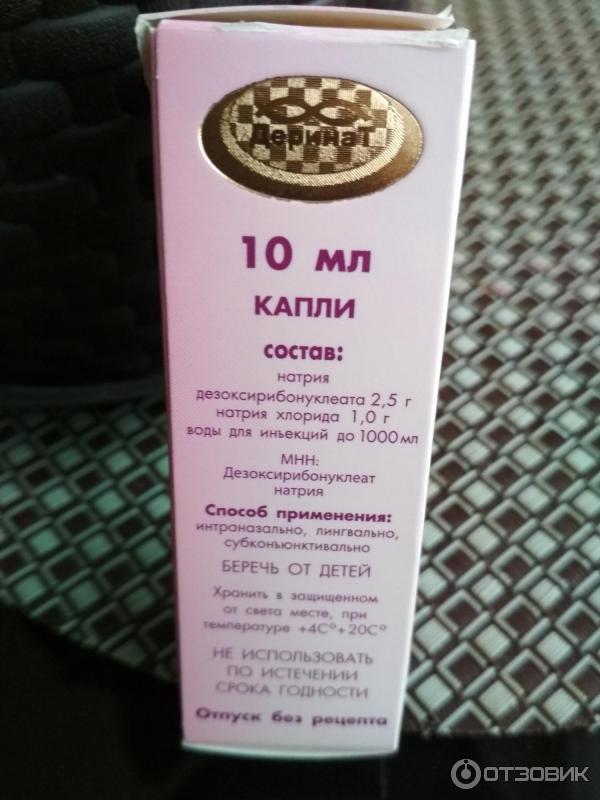 Деринат
10 мл
КАПЛИ
состав:
натрия
дезоксирибонуклеата 2,5 г
натрия хлорида 1,0 г
воды для инъекций до 1000 мл
МНН:
Дезоксирибонуклеат
натрия
Способ применения:
интраназально, лингвально,
субконъюнктивально
БЕРЕЧЬ ОТ ДЕТЕЙ
Хранить в защищенном
от света месте, при
температуре +4С°+20С°
НЕ ИСПОЛЬЗОВАТЬ
ПО ИСТЕЧЕНИИ
СРОКА ГОДНОСТИ
Отпуск без рецепта
ОТЗОВИК